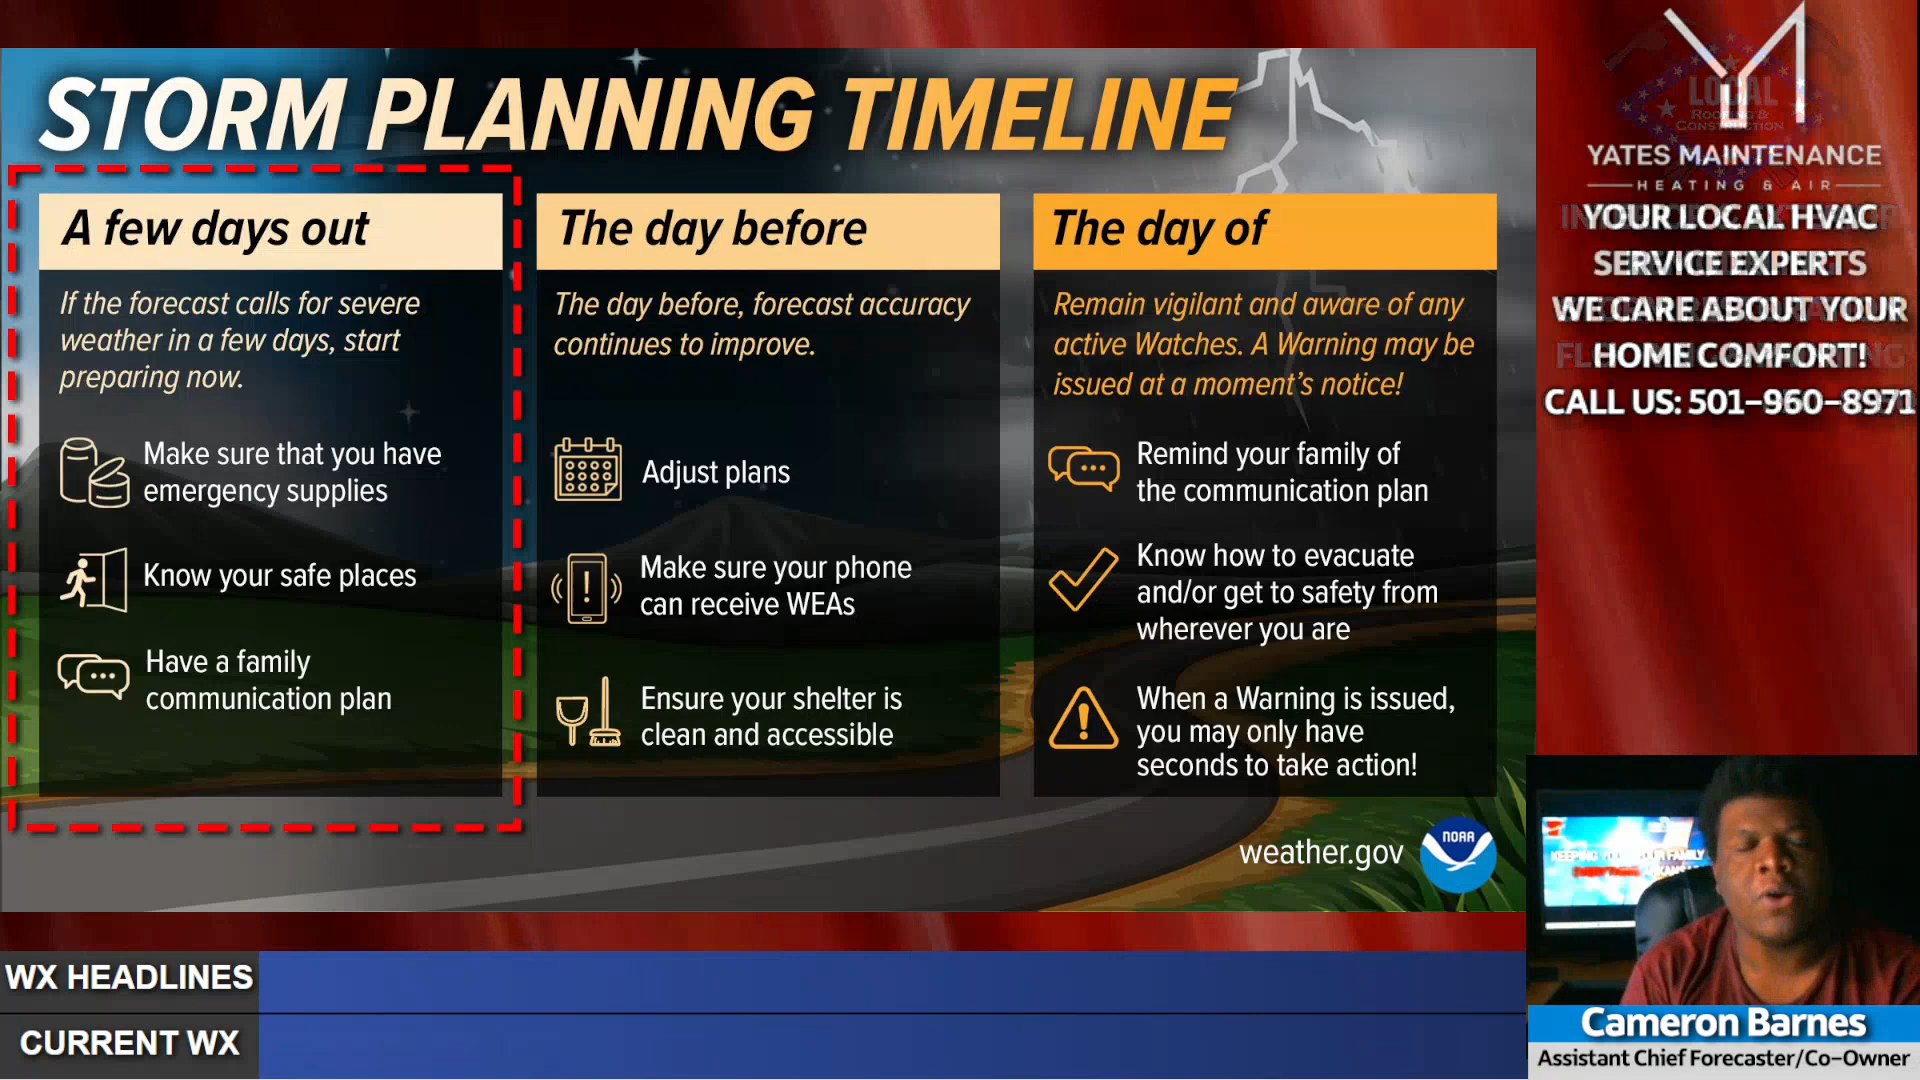 STORM PLANNING TIMELINE
A few days out
If the forecast calls for severe
weather in a few days, start
preparing now.
Make sure that you have
emergency supplies
Know your safe places
Have a family
communication plan
The day before
The day before, forecast accuracy
continues to improve.
Adjust plans
Make sure your phone
can receive WEAs
Ensure your shelter is
clean and accessible
The day of
Remain vigilant and aware of any
active Watches. A Warning may be
issued at a moment's notice!
Remind your family of
the communication plan
Know how to evacuate
and/or get to safety from
wherever you are
When a Warning is issued,
you may only have
seconds to take action!
weather.gov
NOAA
LOCAL
ROOFING &
CONSTRUCTION
YATES MAINTENANCE
HEATING & AIR
YOUR LOCAL HVAC
SERVICE EXPERTS
WE CARE ABOUT YOUR
HOME COMFORT!
CALL US: 501-960-8971
KEEPING YOU & YOUR FAMILY
Cameron Barnes
Assistant Chief Forecaster/Co-Owner
WX HEADLINES
CURRENT WX